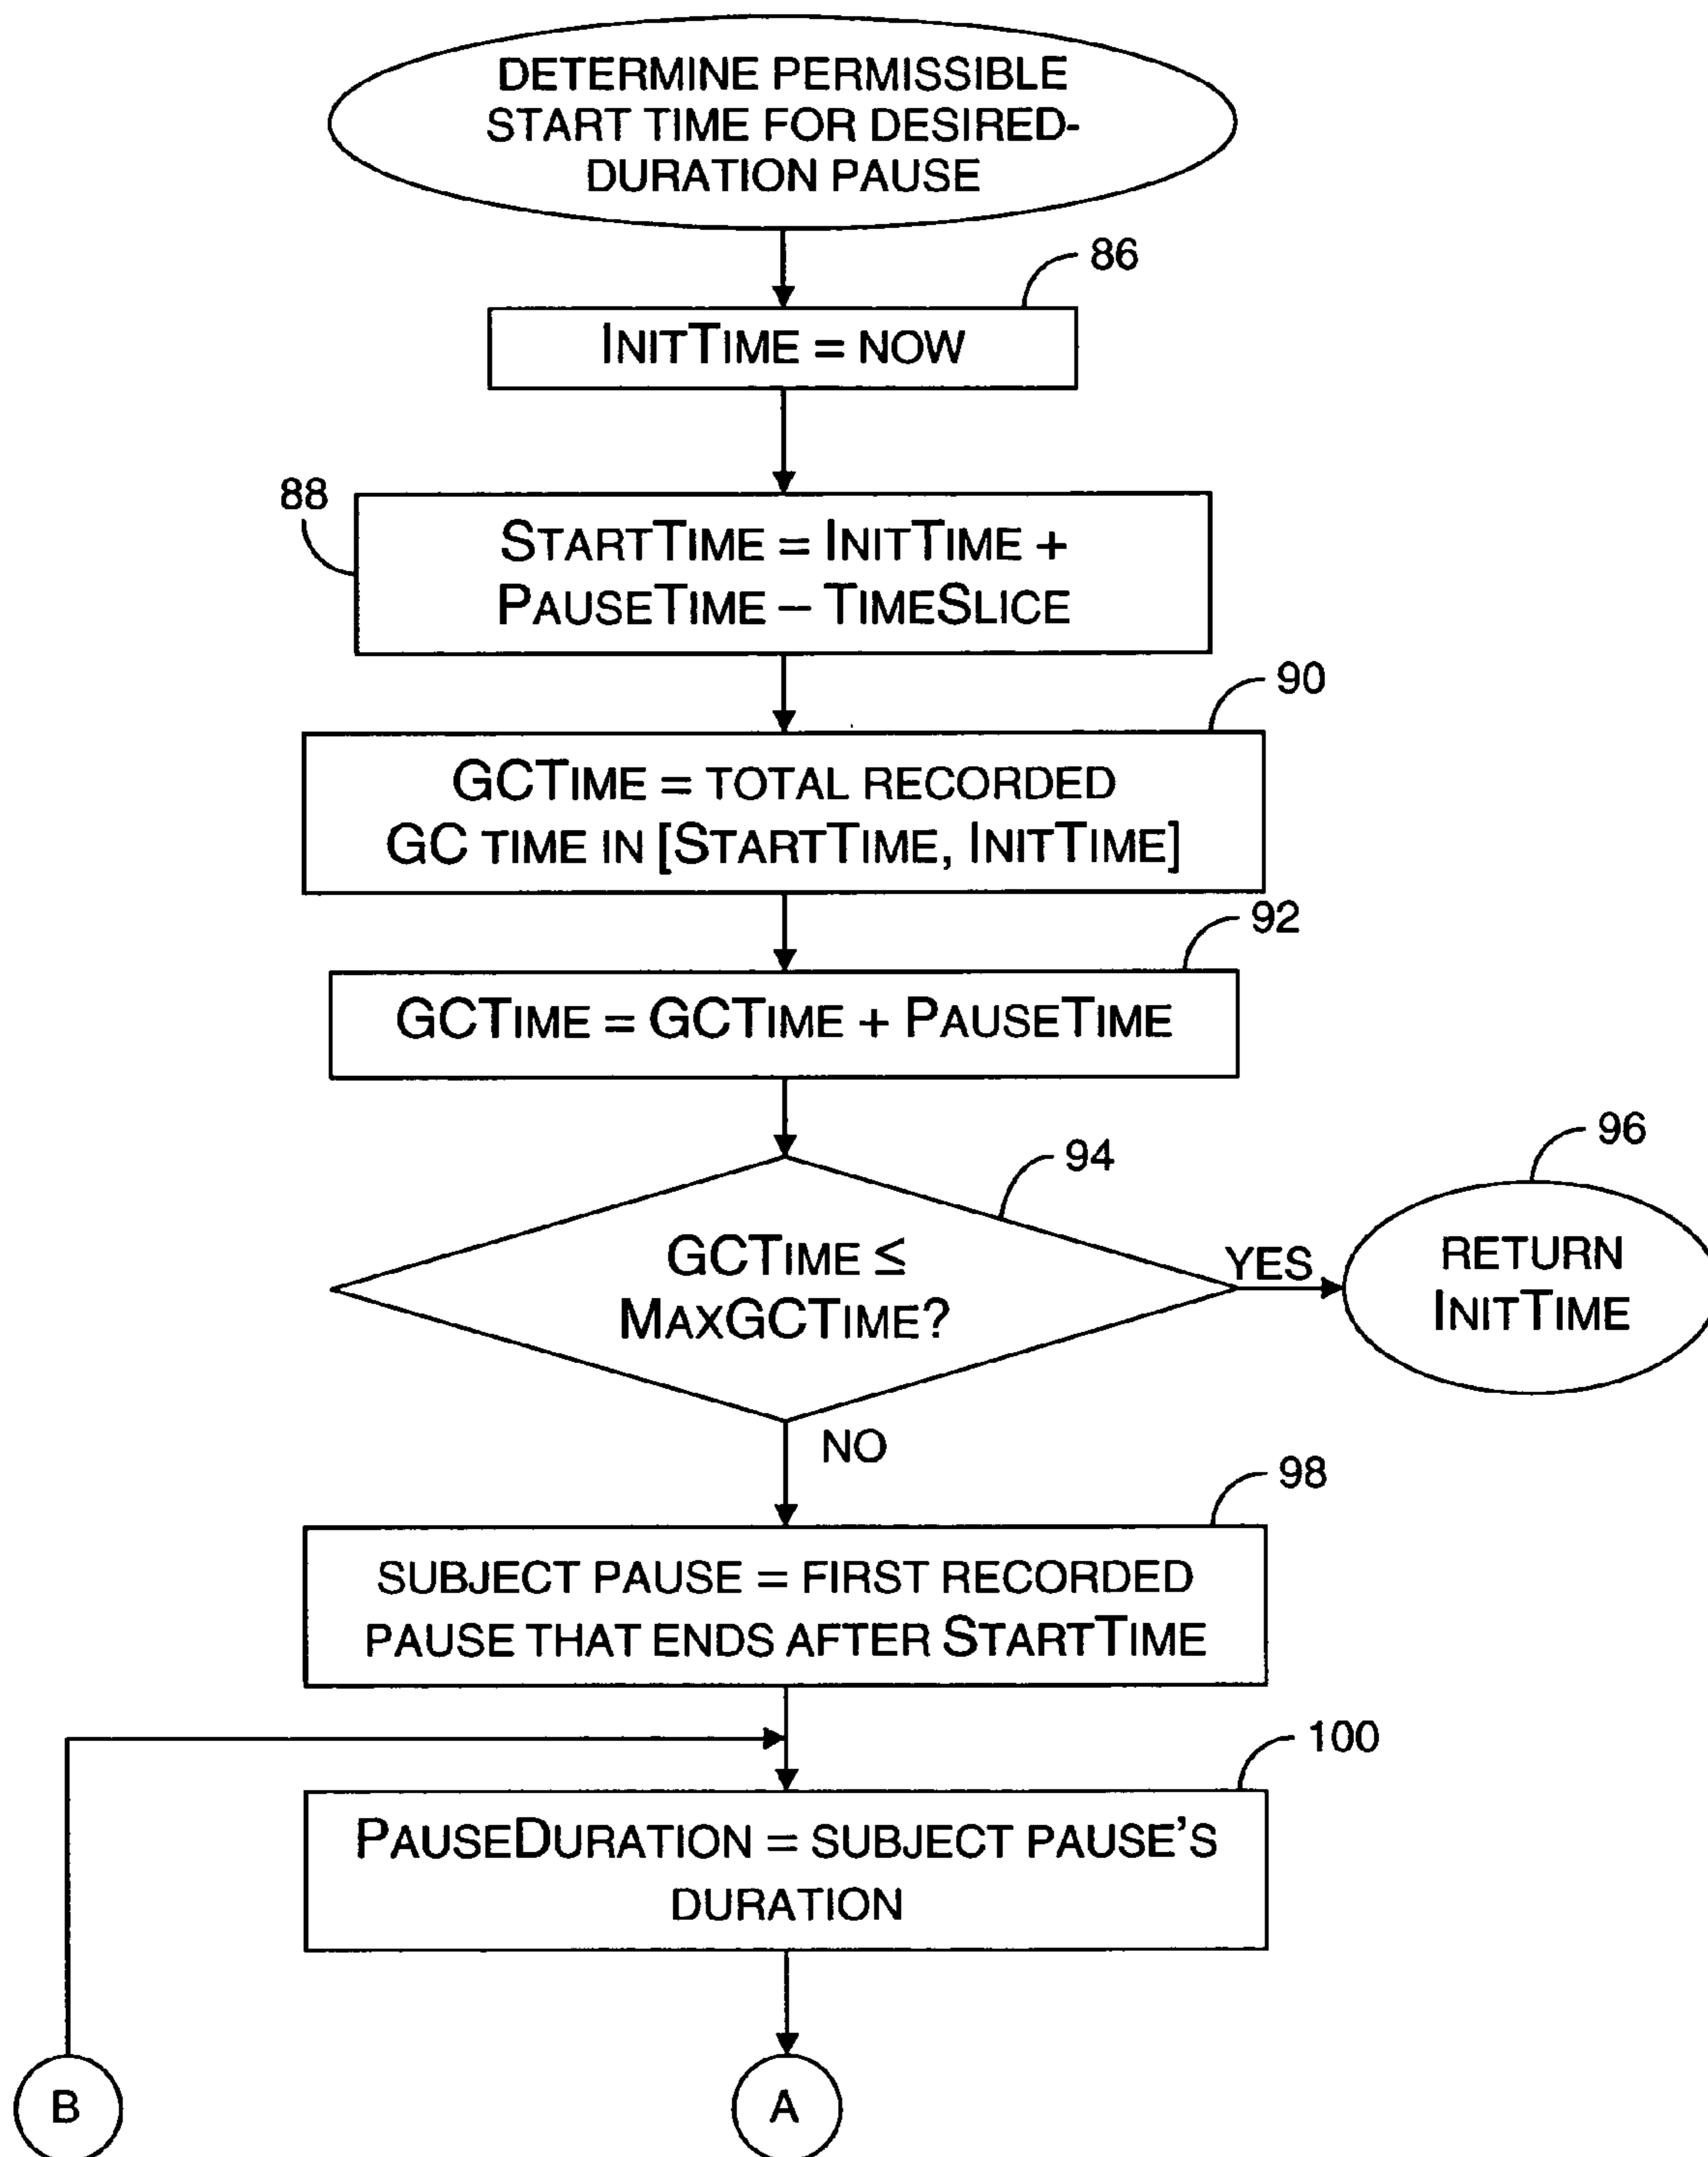 DETERMINE PERMISSIBLE
START TIME FOR DESIRED-
DURATION PAUSE
86
INITTIME = NOW
88
STARTTIME = INITTIME +
PAUSETIME – TIMESLICE
90
GCTIME = TOTAL RECORDED
GC TIME IN [STARTTIME, INITTIME]
92
GCTIME = GCTIME + PAUSETIME
94
GCTIME ≤
MAXGCTIME?
YES
96
RETURN
INITTIME
NO
98
SUBJECT PAUSE = FIRST RECORDED
PAUSE THAT ENDS AFTER STARTTIME
100
PAUSEDURATION = SUBJECT PAUSE'S
DURATION
B
A